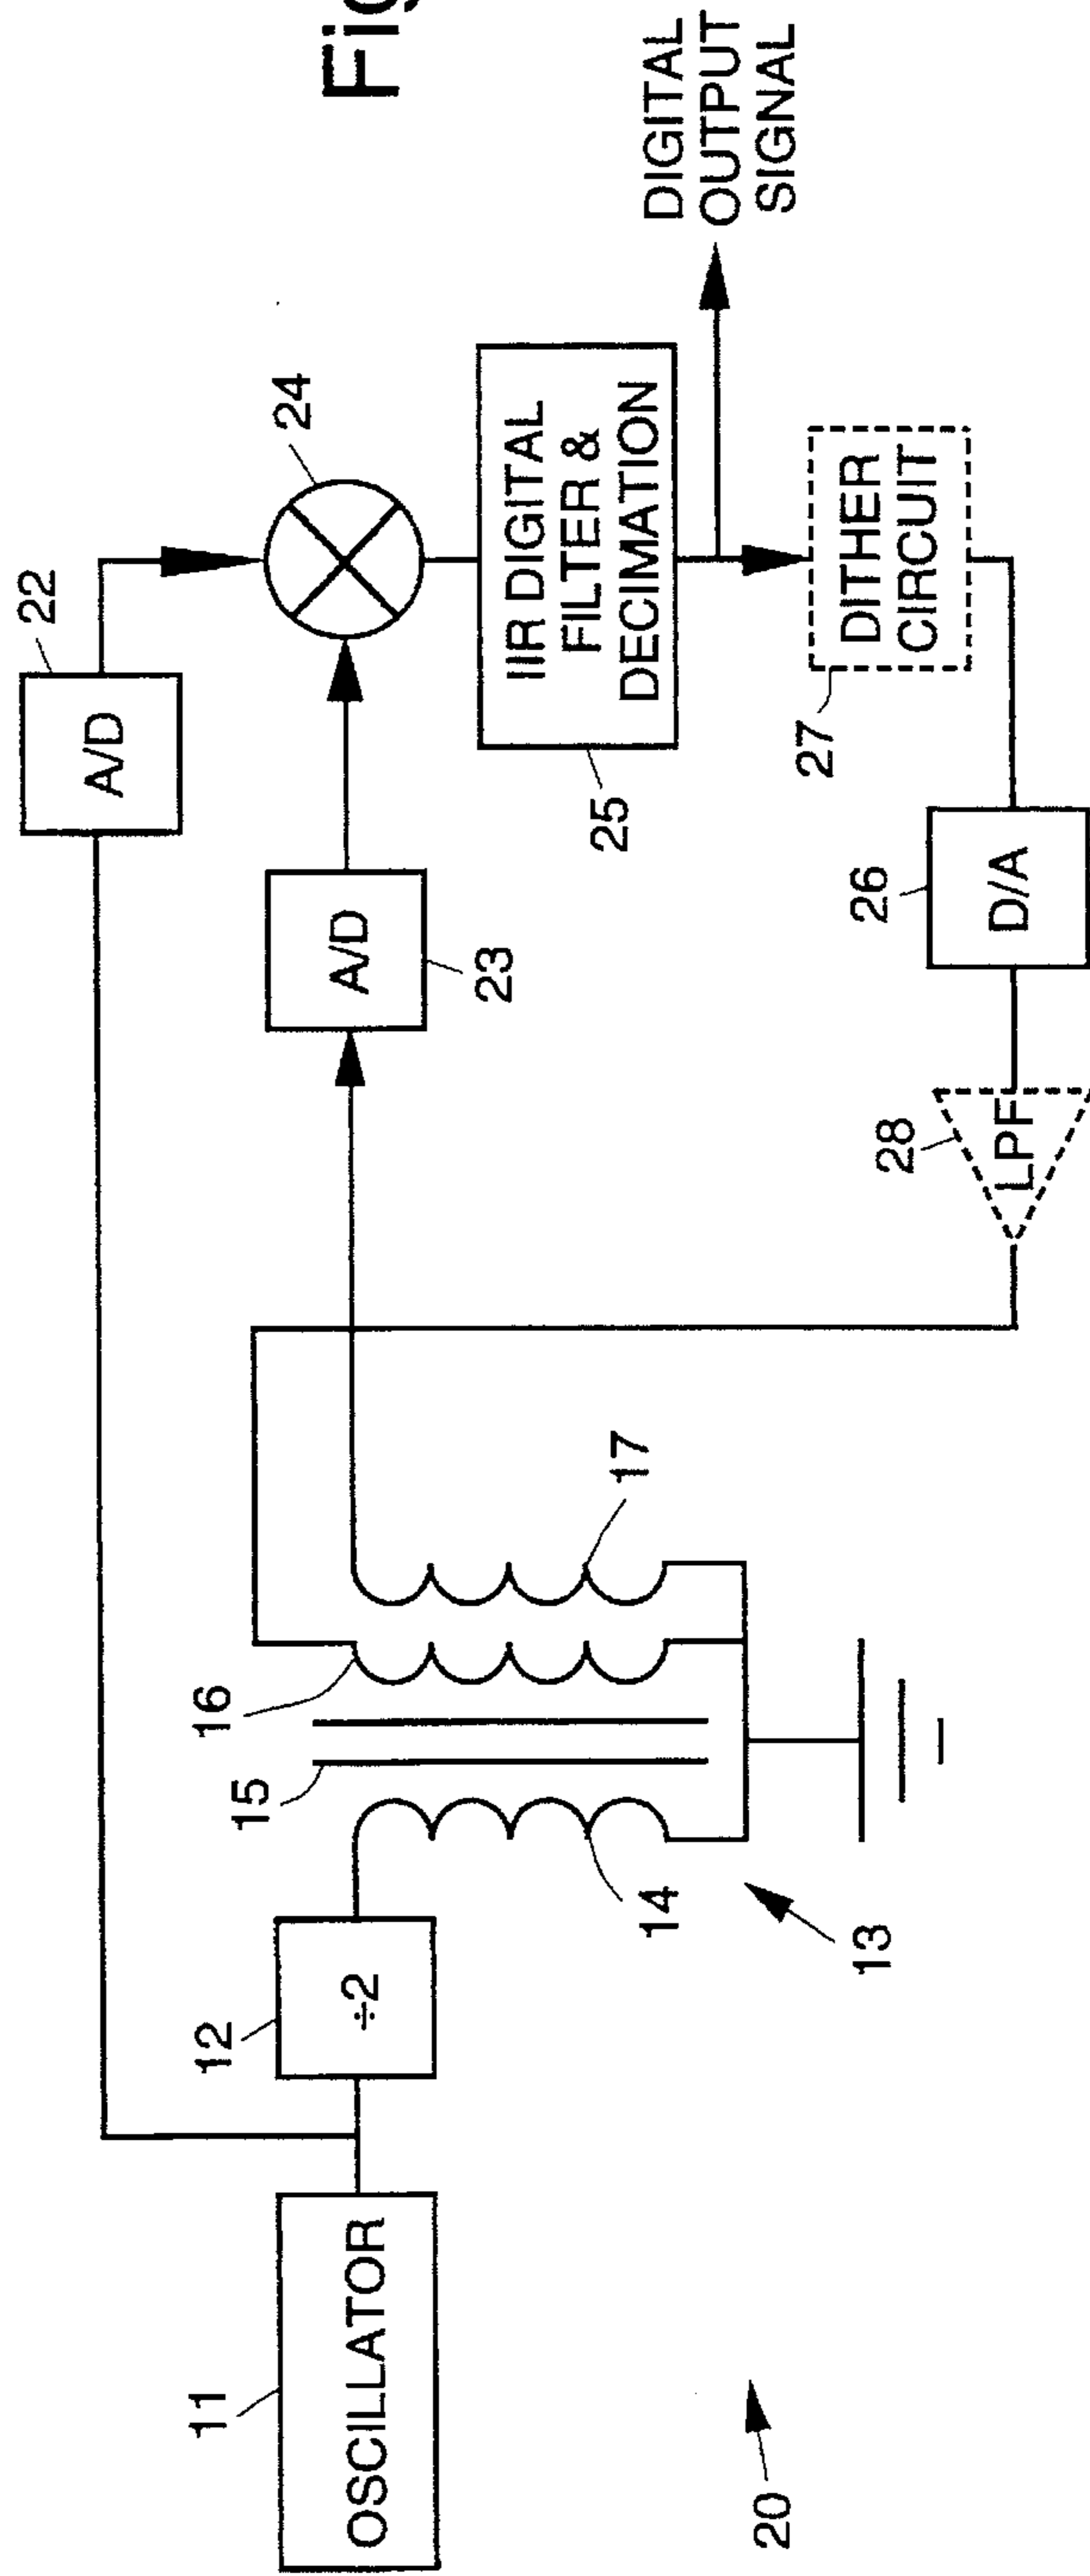 Fig
22
A/D
24
A/D
23
IIR DIGITAL
FILTER &
DECIMATION
25
DIGITAL
OUTPUT
SIGNAL
DITHER
CIRCUIT
27
D/A
26
LPF
28
OSCILLATOR
11
÷2
12
14
15
16
17
13
20